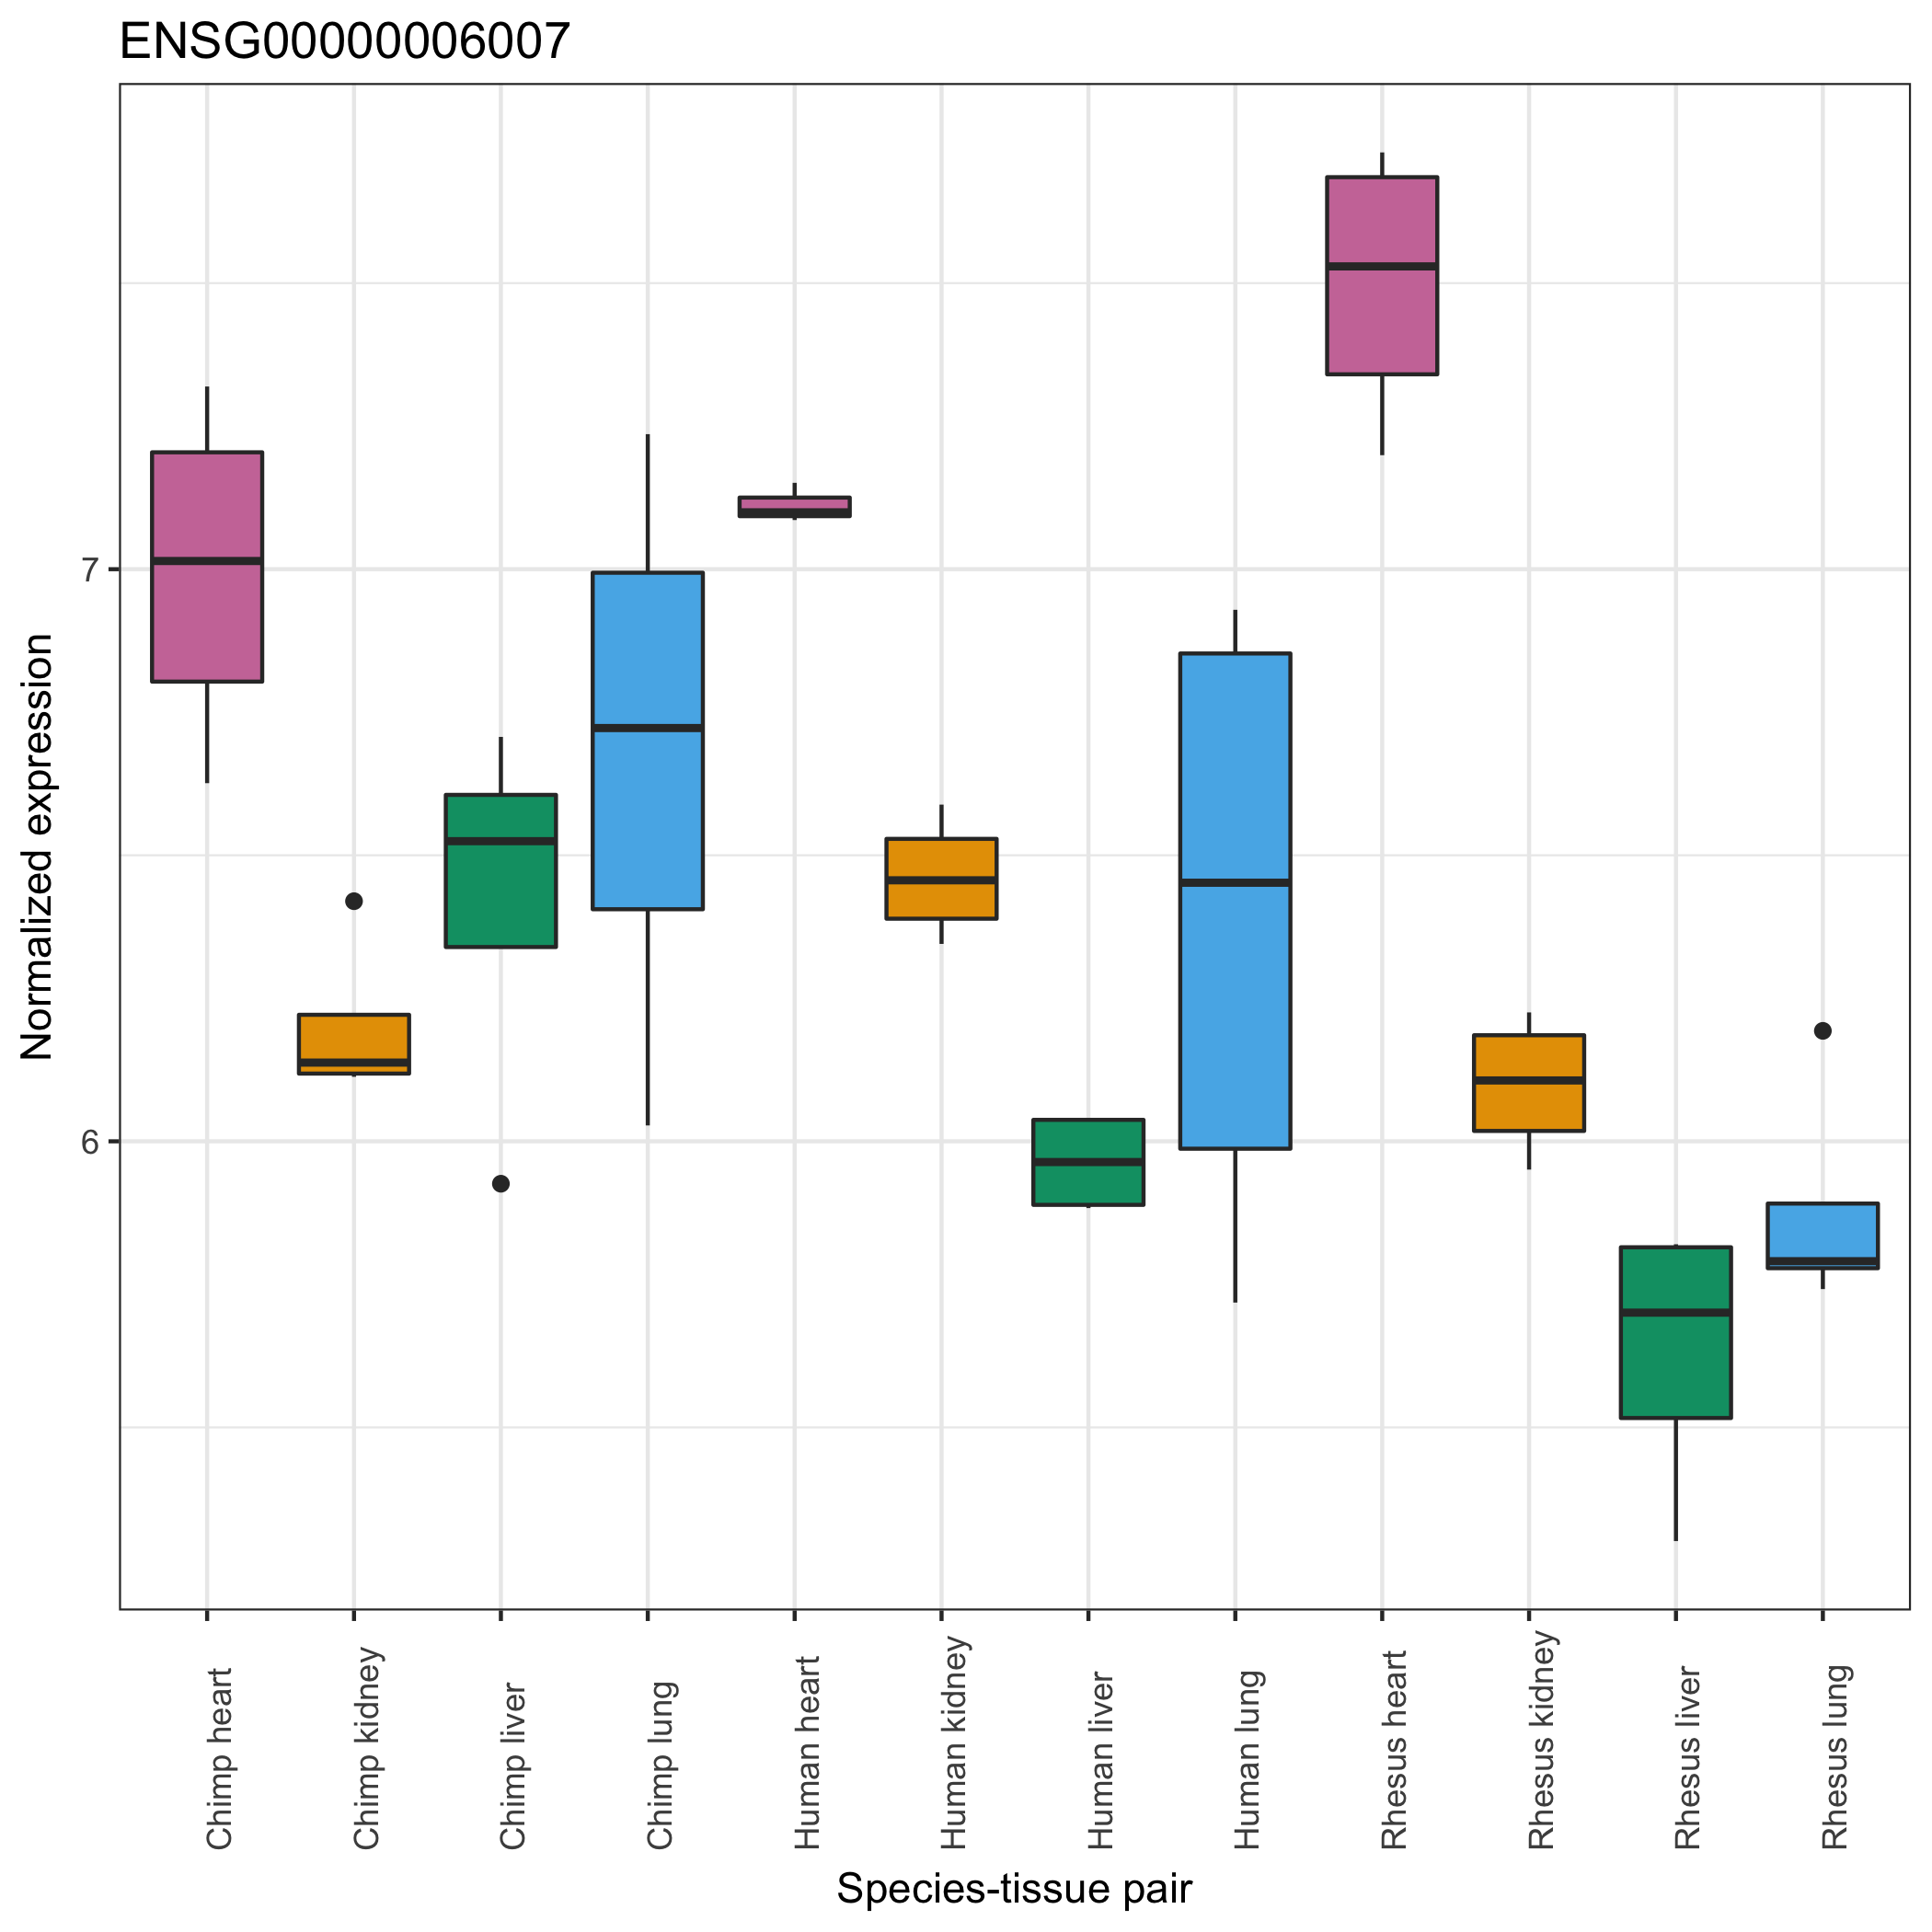 ENSG00000006007
Normalized expression
7
6
Chimp heart
Chimp kidney
Chimp liver
Chimp lung
Human heart
Human kidney
Human liver
Human lung
Rhesus heart
Rhesus kidney
Rhesus liver
Rhesus lung
Species-tissue pair